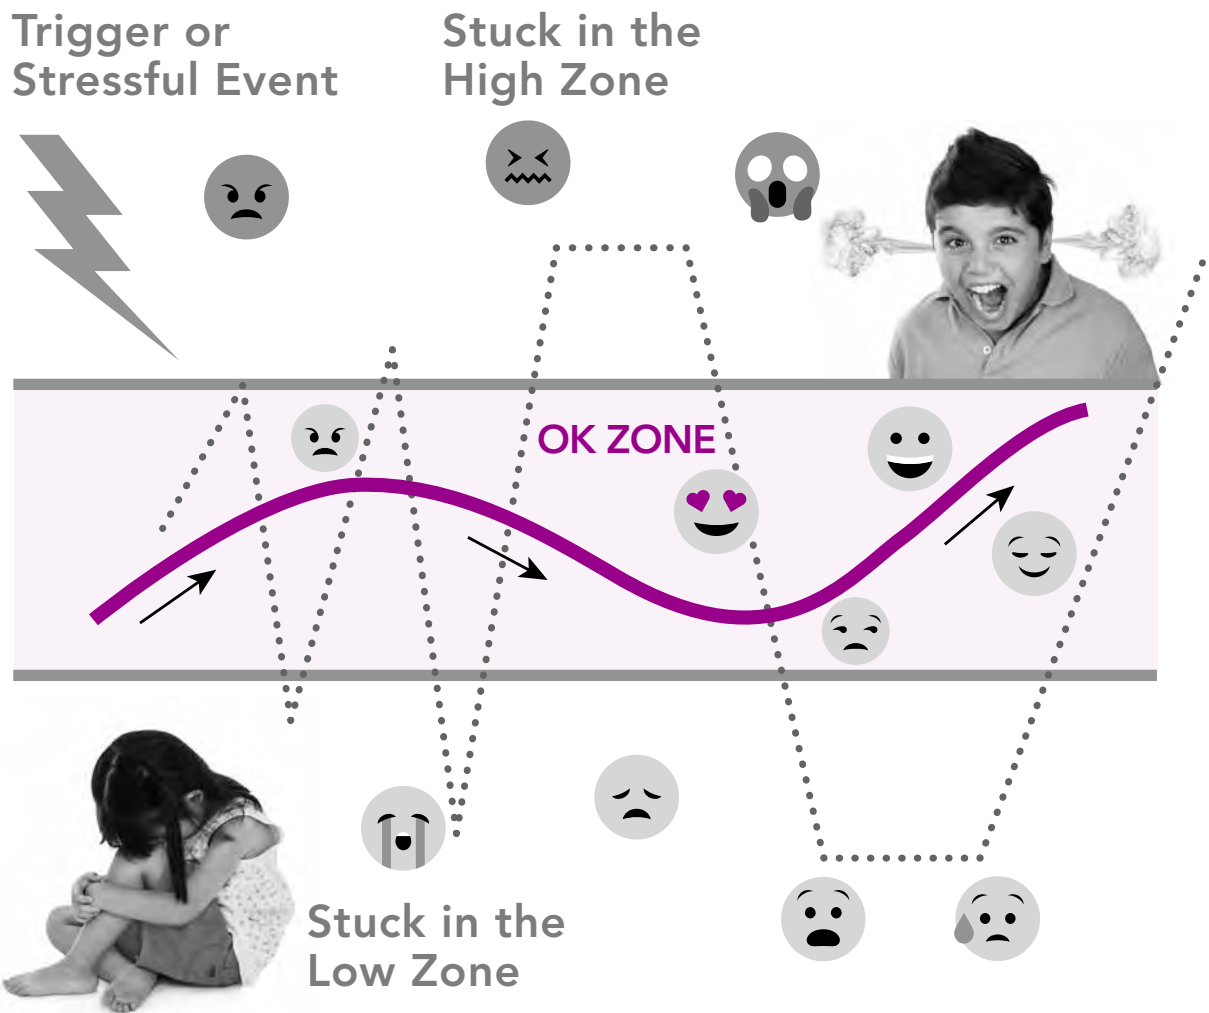 Trigger or
Stressful Event
Stuck in the
High Zone
OK ZONE
Stuck in the
Low Zone